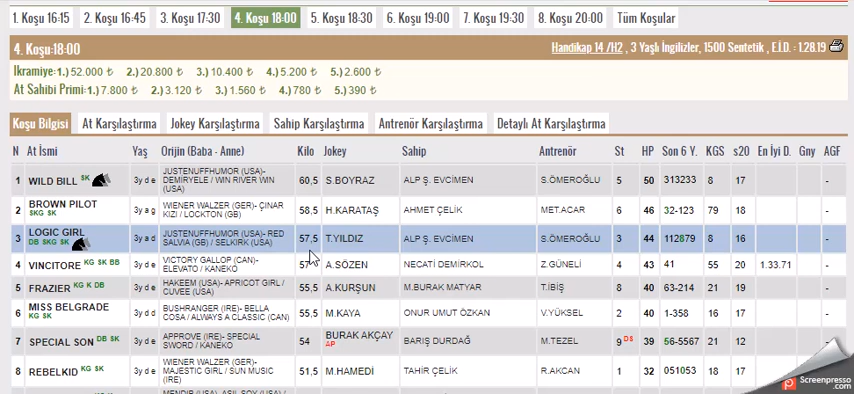 1. Koşu 16:15 2. Koşu 16:45 3. Koşu 17:30 4. Koşu 18:00 5. Koşu 18:30 6. Koşu 19:00 7. Koşu 19:30 8. Koşu 20:00 Tüm Koşular
4. Koşu:18:00 Handikap 14 /H2 , 3 Yaşlı İngilizler, 1500 Sentetik , E.İ.D. : 1.28.19
İkramiye: 1.) 52.000 ₺ 2.) 20.800 ₺ 3.) 10.400 ₺ 4.) 5.200 ₺ 5.) 2.600 ₺
At Sahibi Primi: 1.) 7.800 ₺ 2.) 3.120 ₺ 3.) 1.560 ₺ 4.) 780 ₺ 5.) 390 ₺
Koşu Bilgisi At Karşılaştırma Jokey Karşılaştırma Sahip Karşılaştırma Antrenör Karşılaştırma Detaylı At Karşılaştırma
N At İsmi Yaş Orijin (Baba - Anne) Kilo Jokey Sahip Antrenör St HP Son 6 Y. KGS s20 En İyi D. Gny AGF
1 WILD BILL SK 3y d e JUSTENUFFHUMOR (USA)- DEMIRYELE / WIN RIVER WIN (USA) 60,5 S.BOYRAZ ALP Ş. EVCİMEN S.ÖMEROĞLU 5 50 313233 8 17 -
2 BROWN PILOT SKG SK 3y a g WIENER WALZER (GER)- ÇINAR KIZI / LOCKTON (GB) 58,5 H.KARATAŞ AHMET ÇELİK MET.ACAR 6 46 32-123 79 18 -
3 LOGIC GIRL DB SKG SK 3y a d JUSTENUFFHUMOR (USA)- RED SALVIA (GB) / SELKIRK (USA) 57,5 T.YILDIZ ALP Ş. EVCİMEN S.ÖMEROĞLU 3 44 112879 8 16 -
4 VINCITORE KG SK BB 3y d e VICTORY GALLOP (CAN)- ELEVATO / KANEKO 57 A.SÖZEN NECATİ DEMİRKOL Z.GÜNELİ 4 43 41 55 20 1.33.71 -
5 FRAZIER KG K DB 3y d e HAKEEM (USA)- APRICOT GIRL / CUVEE (USA) 55,5 A.KURŞUN M.BURAK MATYAR T.İBİŞ 8 40 63-214 21 19 -
6 MISS BELGRADE KG SK 3y d d BUSHRANGER (IRE)- BELLA COSA / ALWAYS A CLASSIC (CAN) 55,5 M.KAYA ONUR UMUT ÖZKAN V.YÜKSEL 2 40 1-358 16 17 -
7 SPECIAL SON DB SK 3y d e APPROVE (IRE)- SPECIAL SWORD / KANEKO 54 BURAK AKÇAY AP BARIŞ DURDAĞ M.TEZEL 9 DS 39 56-5567 21 12 -
8 REBELKID KG SK 3y d e WIENER WALZER (GER)- MAJESTIC GIRL / SUN MUSIC (IRE) 51,5 M.HAMEDİ TAHİR ÇELİK R.AKCAN 1 32 051053 18 17
Screenpresso
.com